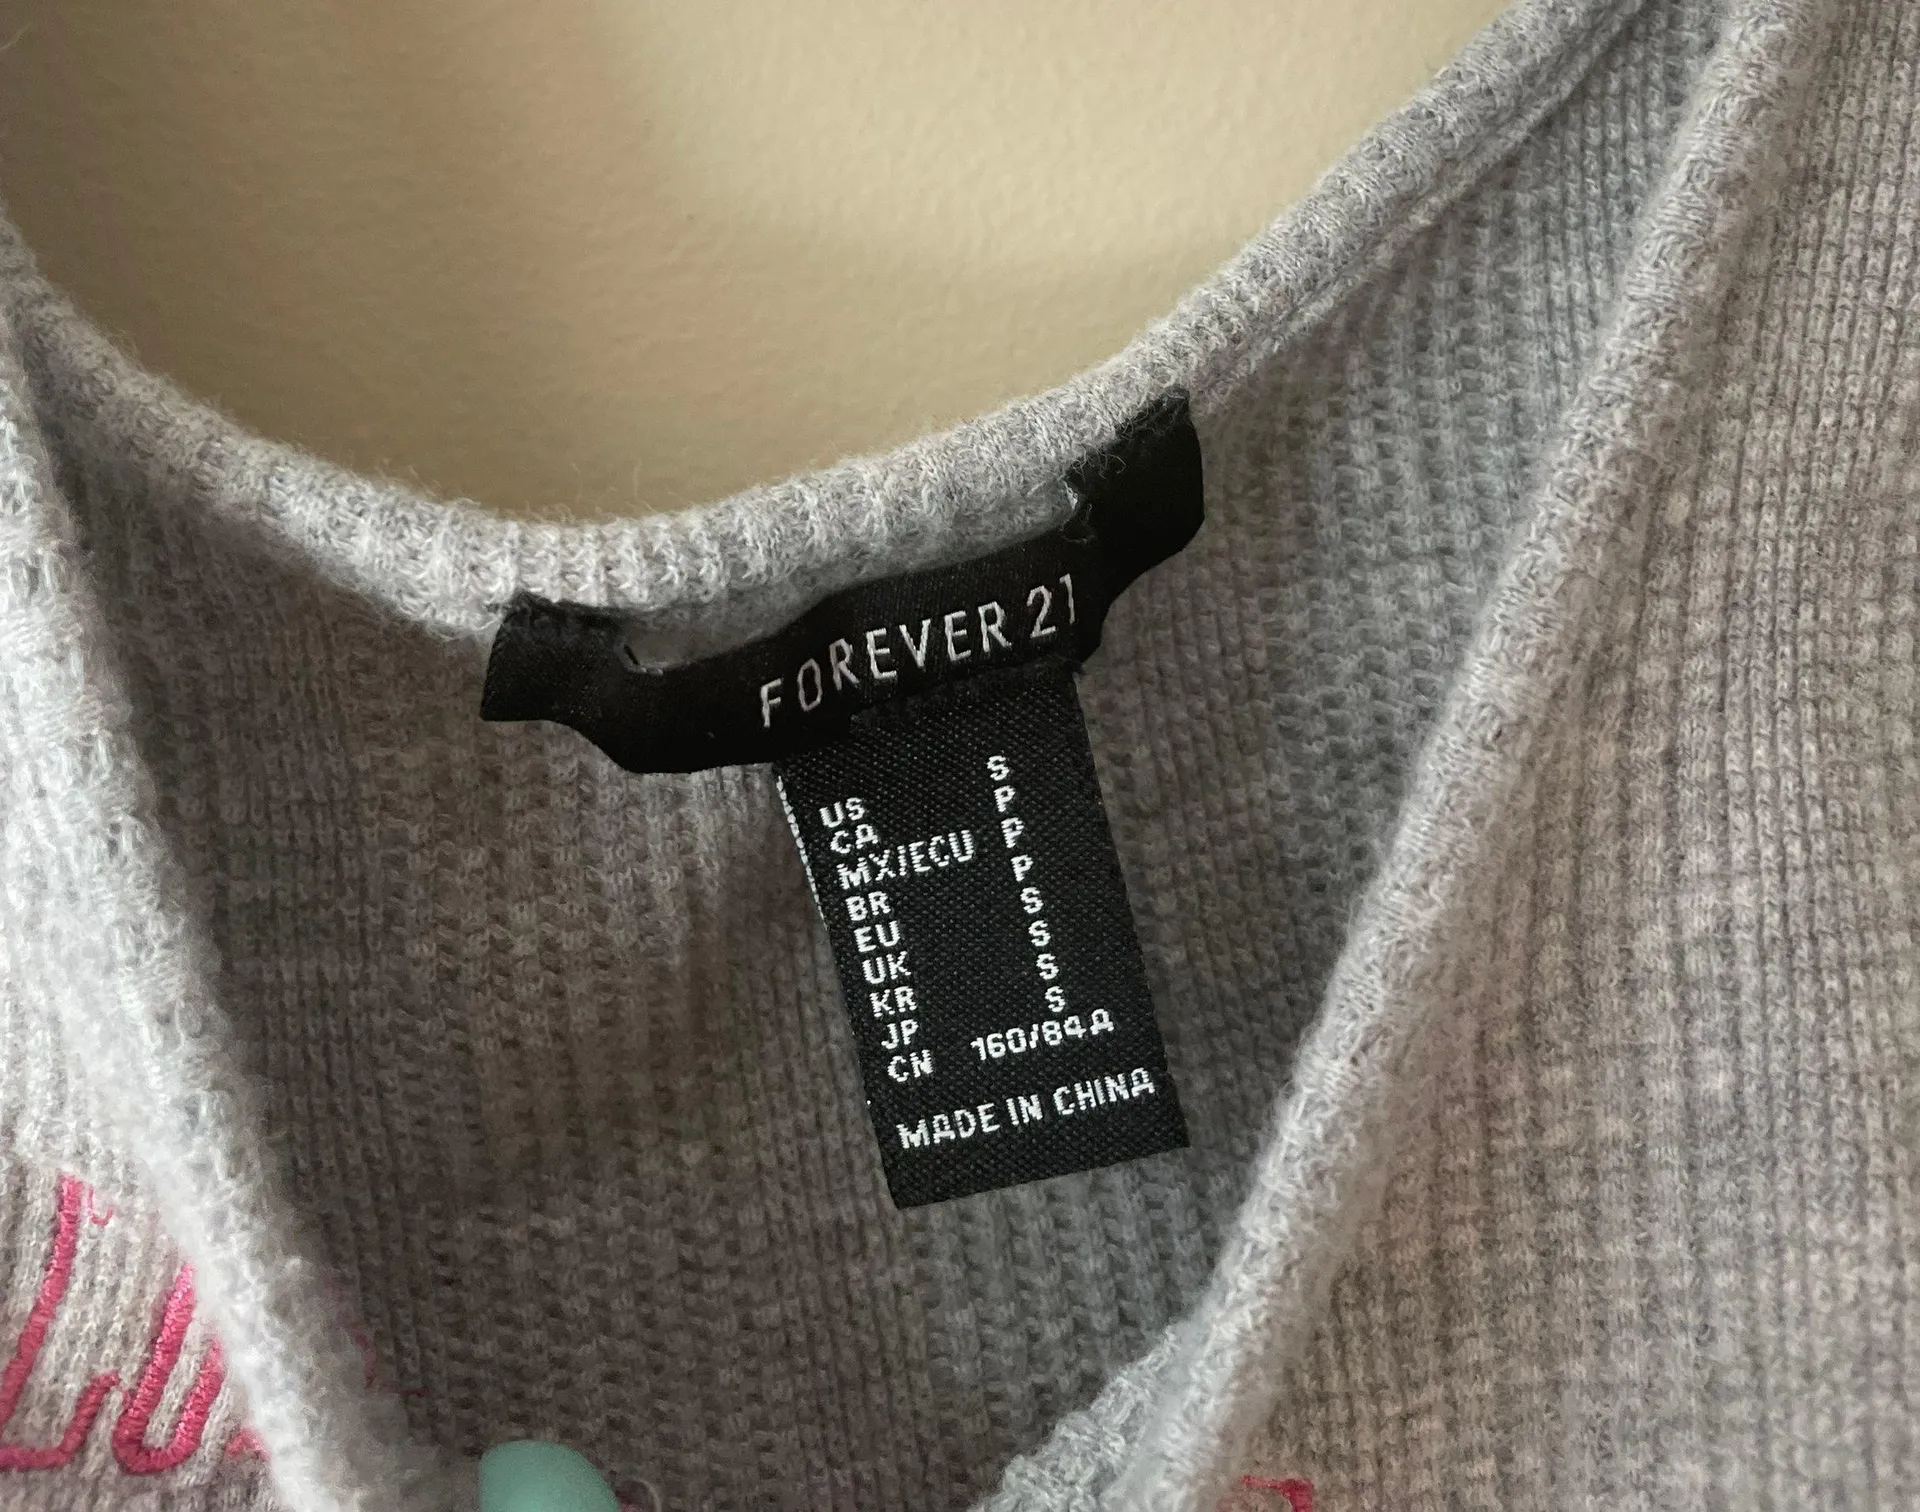 FOREVER 21
US S
CA P
MX/ECU P
BR P
EU S
UK S
KR S
JP S
CN 160/84A
MADE IN CHINA